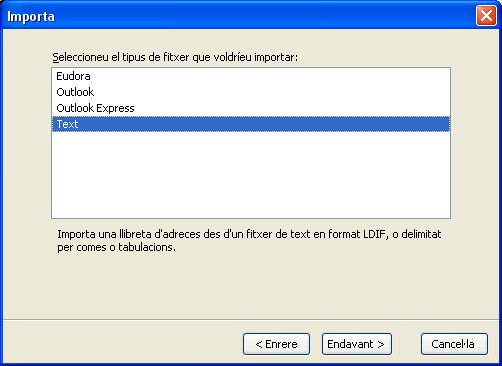 Importa
Seleccioneu el tipus de fitxer que voldríeu importar:
Eudora
Outlook
Outlook Express
Text
Importa una llibreta d'adreces des d'un fitxer de text en format LDIF, o delimitat
per comes o tabulacions.
< Enrere
Endavant >
Cancel·la